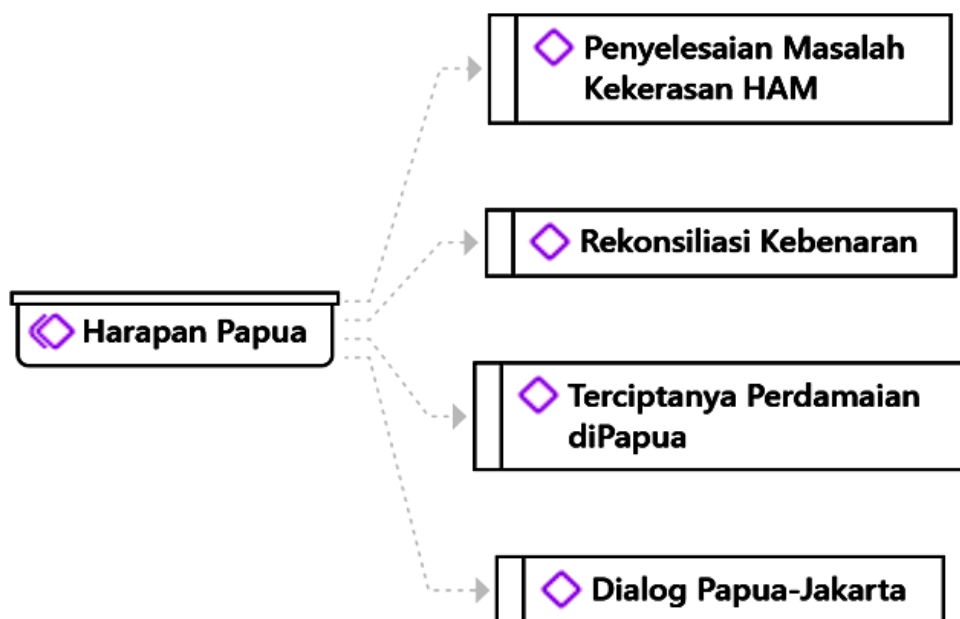 Penyelesaian Masalah
Kekerasan HAM
Rekonsiliasi Kebenaran
Harapan Papua
Terciptanya Perdamaian
diPapua
Dialog Papua-Jakarta